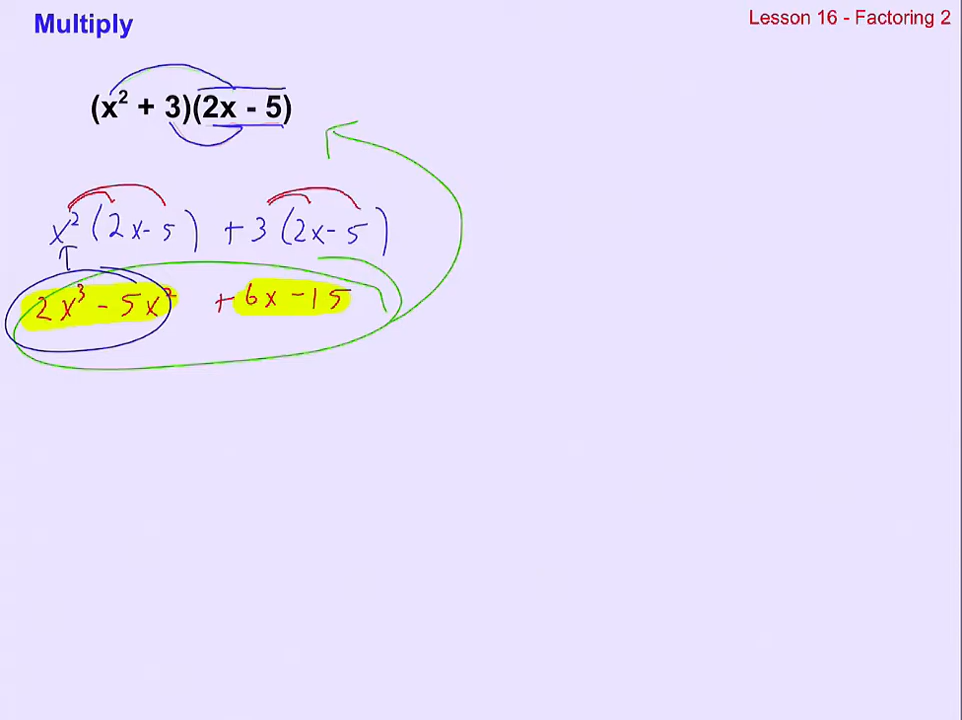 Multiply
Lesson 16 - Factoring 2
(x² + 3)(2x - 5)
x²(2x-5) + 3(2x-5)
2x³ - 5x² + 6x - 15